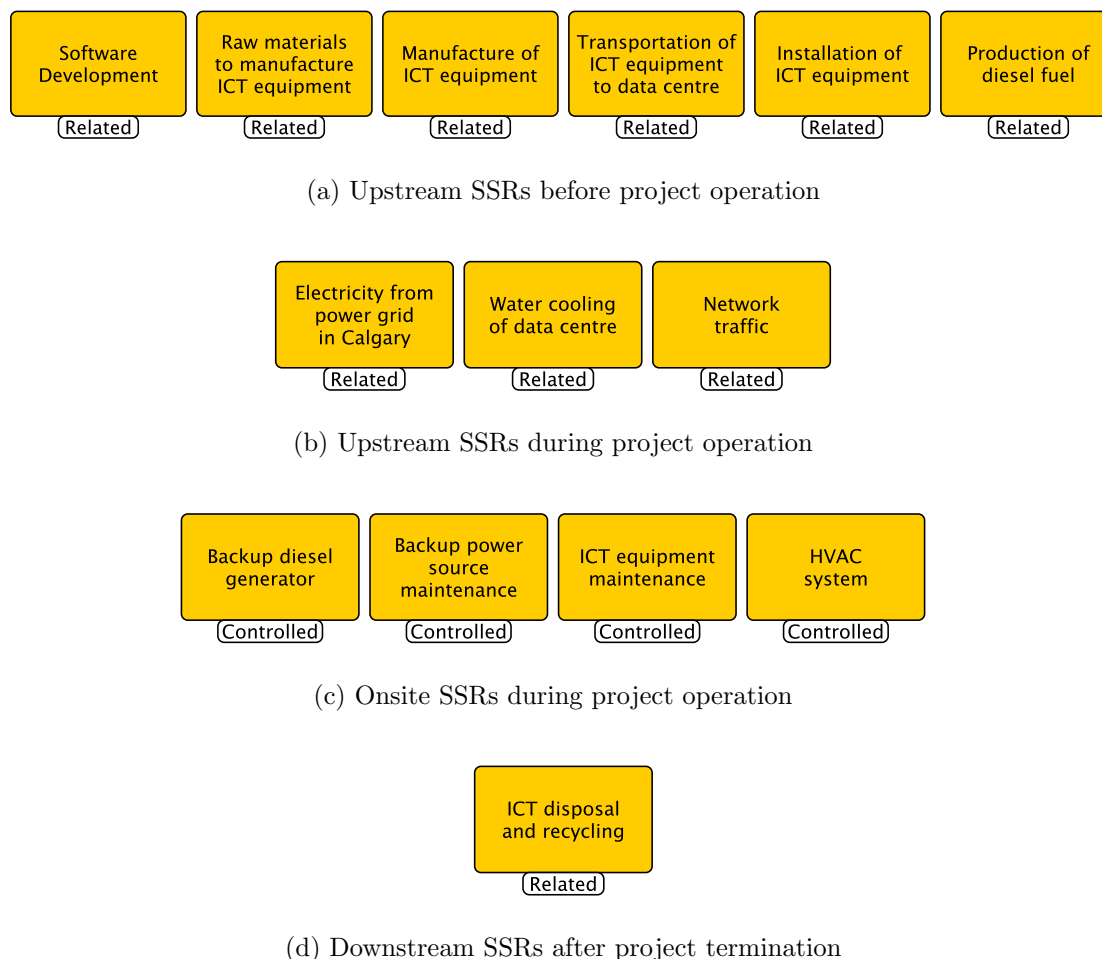 Software
Development
Related
Raw materials
to manufacture
ICT equipment
Related
Manufacture of
ICT equipment
Related
Transportation of
ICT equipment
to data centre
Related
Installation of
ICT equipment
Related
Production of
diesel fuel
Related
(a) Upstream SSRs before project operation
Electricity from
power grid
in Calgary
Related
Water cooling
of data centre
Related
Network
traffic
Related
(b) Upstream SSRs during project operation
Backup diesel
generator
Controlled
Backup power
source
maintenance
Controlled
ICT equipment
maintenance
Controlled
HVAC
system
Controlled
(c) Onsite SSRs during project operation
ICT disposal
and recycling
Related
(d) Downstream SSRs after project termination